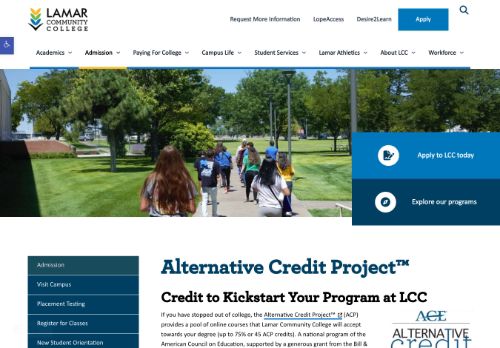 LAMAR
COMMUNITY
COLLEGE
Request More Information LopeAccess Desire2Learn Apply
Academics Admission Paying For College Campus Life Student Services Lamar Athletics About LCC Workforce
Apply to LCC today
Explore our programs
Admission
Visit Campus
Placement Testing
Register for Classes
New Student Orientation
Alternative Credit Project™
Credit to Kickstart Your Program at LCC
If you have stopped out of college, the Alternative Credit Project™ (ACP)
provides a pool of online courses that Lamar Community College will accept
towards your degree (up to 75% or 45 ACP credits). A national program of the
American Council on Education, supported by a generous grant from the Bill &
ACE
ALTERNATIVE
credit